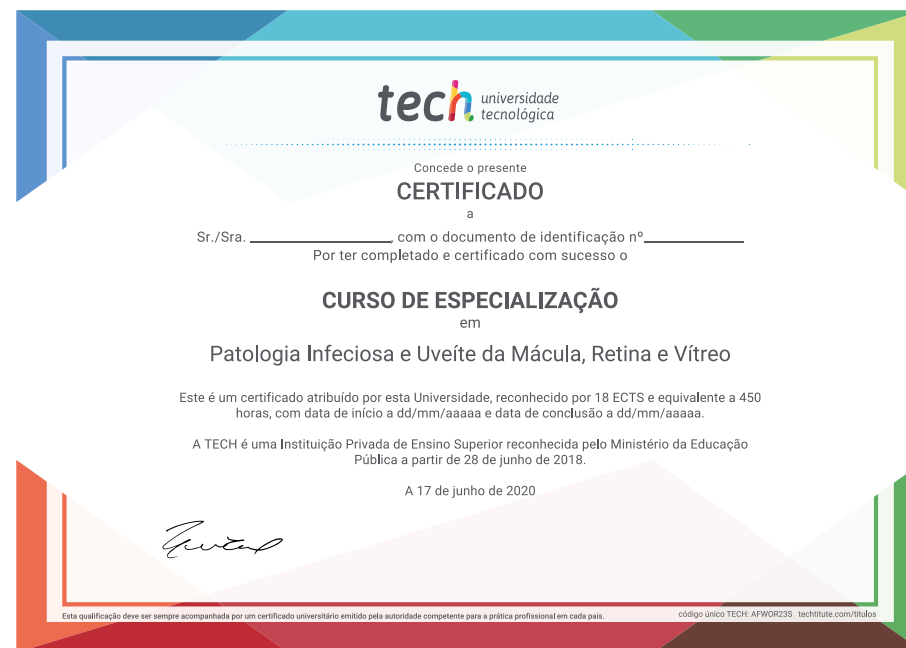 tech universidade
tecnológica
Concede o presente
CERTIFICADO
a
Sr./Sra. ____________, com o documento de identificação nº____________
Por ter completado e certificado com sucesso o
CURSO DE ESPECIALIZAÇÃO
em
Patologia Infeciosa e Uveíte da Mácula, Retina e Vítreo
Este é um certificado atribuído por esta Universidade, reconhecido por 18 ECTS e equivalente a 450
horas, com data de início a dd/mm/aaaaa e data de conclusão a dd/mm/aaaaa.
A TECH é uma Instituição Privada de Ensino Superior reconhecida pelo Ministério da Educação
Pública a partir de 28 de junho de 2018.
A 17 de junho de 2020
Esta qualificação deve ser sempre acompanhada por um certificado universitário emitido pela autoridade competente para a prática profissional em cada país.
código único TECH: AFWOR23S techtitute.com/titulos